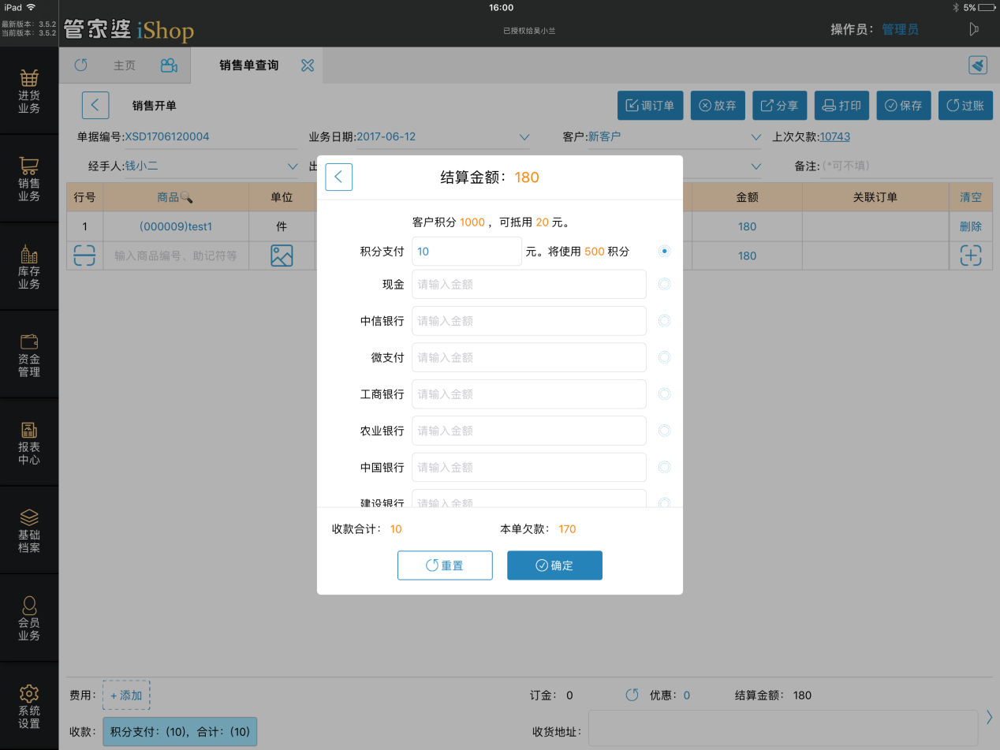 iPad 16:00 5%
最新版本：3.5.2
当前版本：3.5.2
管家婆 iShop
已授权给吴小兰
操作员：管理员
主页
销售单查询
进货
业务
销售
业务
库存
业务
资金
管理
报表
中心
基础
档案
会员
业务
系统
设置
销售开单
调订单 放弃 分享 打印 保存 过账
单据编号:XSD1706120004 业务日期:2017-06-12 客户:新客户 上次欠款:10743
经手人:钱小二 出 备注:(*可不填)
行号 商品 单位 金额 关联订单 清空
1 (000009)test1 件 180 删除
输入商品编号、助记符等 180
结算金额：180
客户积分 1000 ，可抵用 20 元。
积分支付 10 元。将使用 500 积分
现金 请输入金额
中信银行 请输入金额
微支付 请输入金额
工商银行 请输入金额
农业银行 请输入金额
中国银行 请输入金额
建设银行 请输入金额
收款合计： 10 本单欠款： 170
重置 确定
费用： + 添加 订金： 0 优惠： 0 结算金额： 180
收款： 积分支付：(10)，合计：(10) 收货地址：